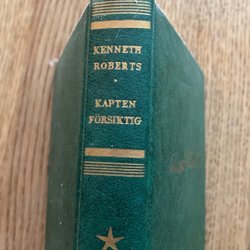 KENNETH
ROBERTS
KAPTEN
FÖRSIKTIG